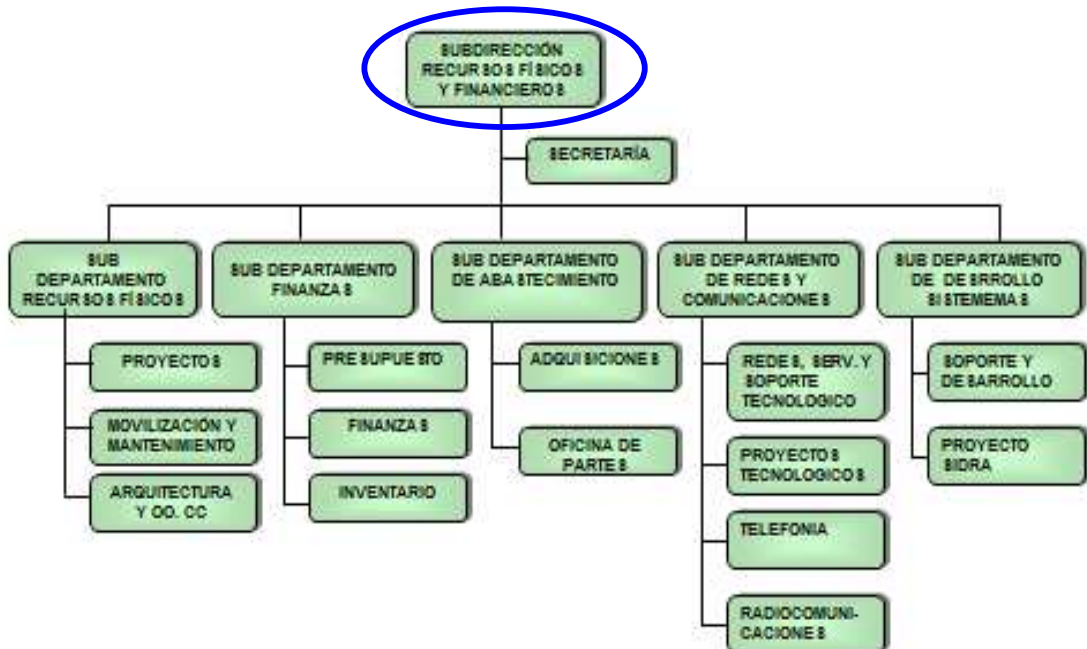 SUBDIRECCIÓN
RECURSOS FÍSICOS
Y FINANCIEROS
SECRETARÍA
SUB
DEPARTAMENTO
RECURSOS FÍSICOS
SUB DEPARTAMENTO
FINANZAS
SUB DEPARTAMENTO
DE ABASTECIMIENTO
SUB DEPARTAMENTO
DE REDES Y
COMUNICACIONES
SUB DEPARTAMENTO
DE DESRROLLO
SISTEMEMAS
PROYECTOS
MOVILIZACIÓN Y
MANTENIMIENTO
ARQUITECTURA
Y OO. CC
PRESUPUESTO
FINANZAS
INVENTARIO
ADQUISICIONES
OFICINA DE
PARTES
REDES, SERV. Y
SOPORTE
TECNOLOGICO
PROYECTOS
TECNOLOGICOS
TELEFONIA
RADIOCOMUNI-
CACIONES
SOPORTE Y
DESARROLLO
PROYECTO
SIDRA